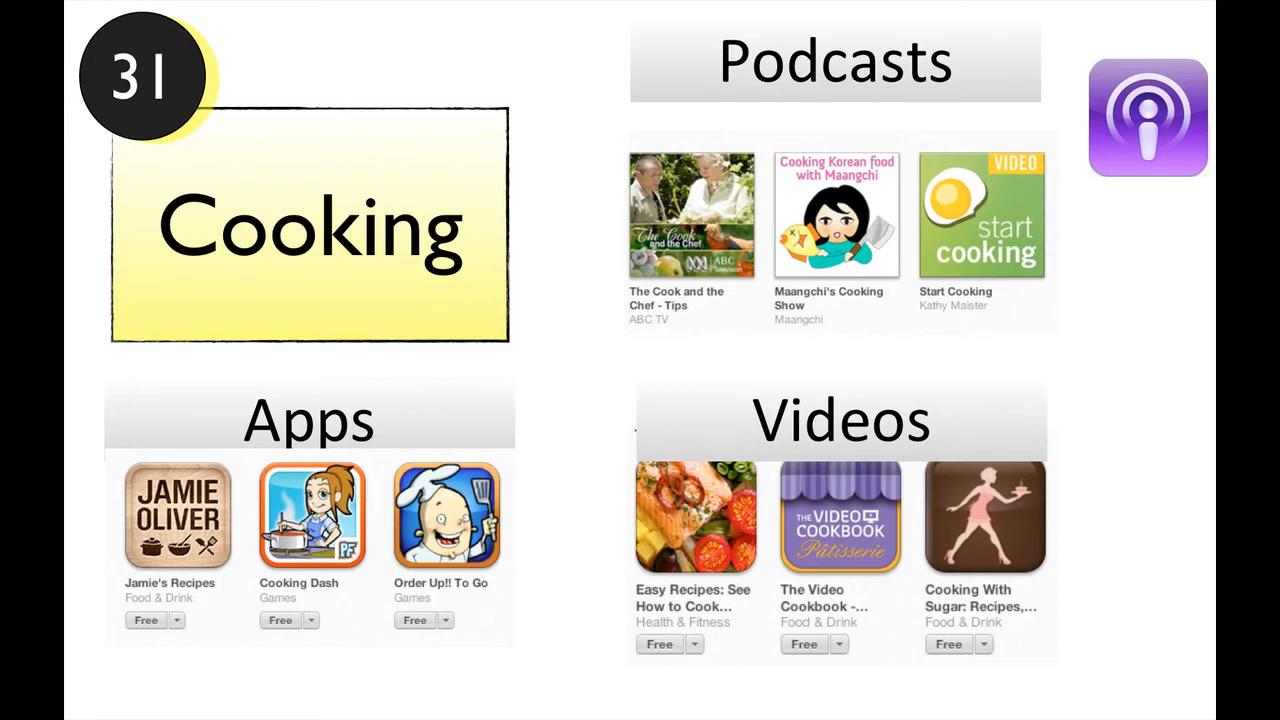 31
Cooking
Podcasts
The Cook
and the Chef
ABC
Television
Cooking Korean food
with Maangchi
VIDEO
start
cooking
The Cook and the
Chef - Tips
ABC TV
Maangchi's Cooking
Show
Maangchi
Start Cooking
Kathy Maister
Apps
JAMIE
OLIVER
PF
Jamie's Recipes
Food & Drink
Free
Cooking Dash
Games
Free
Order Up!! To Go
Games
Free
Videos
THE VIDEO
COOKBOOK
Pâtisserie
Easy Recipes: See
How to Cook...
Health & Fitness
Free
The Video
Cookbook -...
Food & Drink
Free
Cooking With
Sugar: Recipes,...
Food & Drink
Free